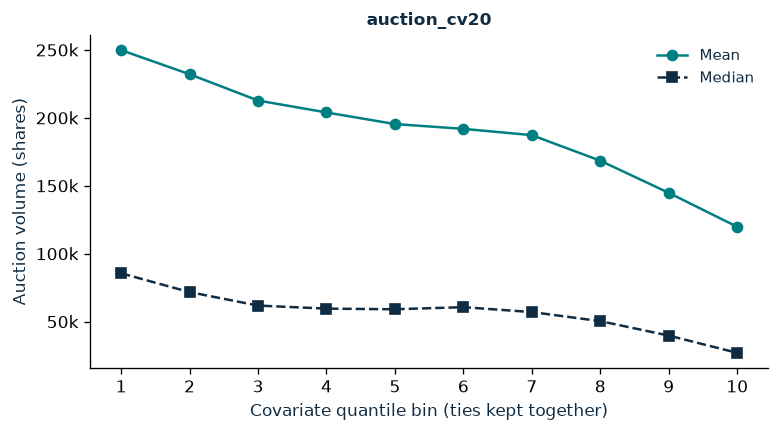 auction_cv20
Mean
Median
Auction volume (shares)
250k
200k
150k
100k
50k
1 2 3 4 5 6 7 8 9 10
Covariate quantile bin (ties kept together)